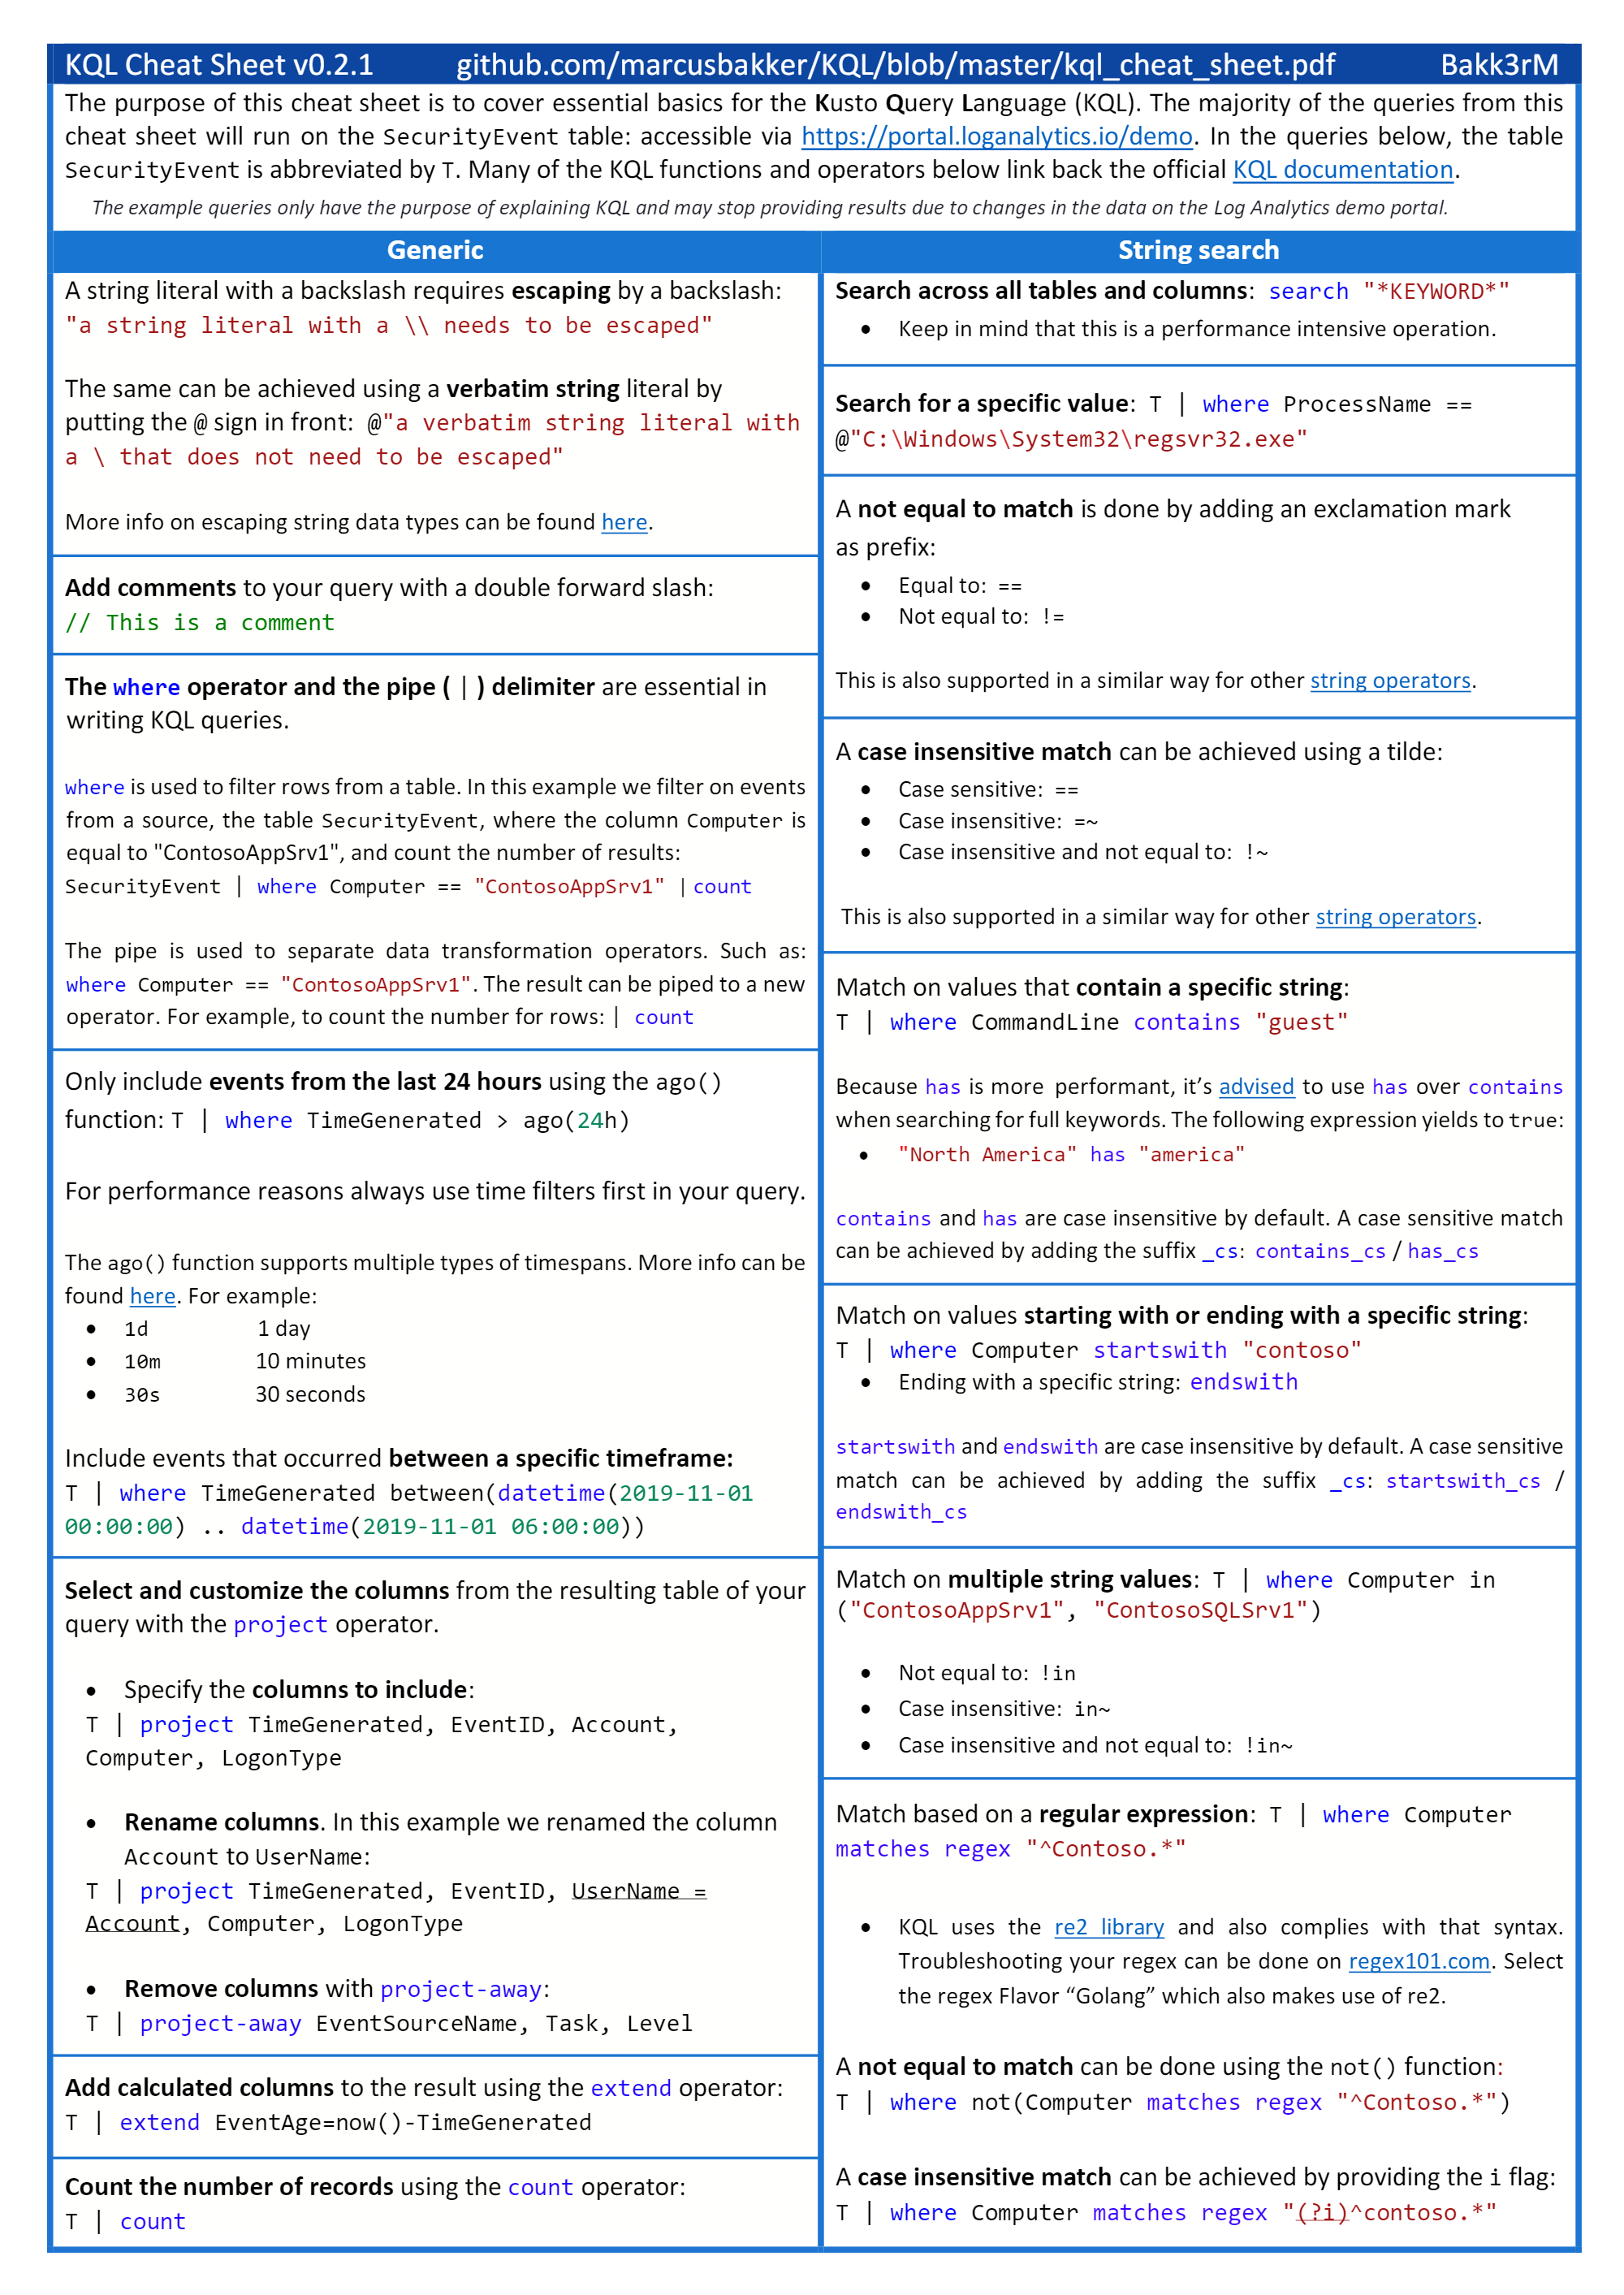 KQL Cheat Sheet v0.2.1 github.com/marcusbakker/KQL/blob/master/kql_cheat_sheet.pdf Bakk3rM
The purpose of this cheat sheet is to cover essential basics for the Kusto Query Language (KQL). The majority of the queries from this
cheat sheet will run on the SecurityEvent table: accessible via https://portal.loganalytics.io/demo. In the queries below, the table
SecurityEvent is abbreviated by T. Many of the KQL functions and operators below link back the official KQL documentation.
The example queries only have the purpose of explaining KQL and may stop providing results due to changes in the data on the Log Analytics demo portal.
Generic
A string literal with a backslash requires escaping by a backslash:
"a string literal with a \\ needs to be escaped"
The same can be achieved using a verbatim string literal by
putting the @ sign in front: @"a verbatim string literal with
a \ that does not need to be escaped"
More info on escaping string data types can be found here.
Add comments to your query with a double forward slash:
// This is a comment
The where operator and the pipe ( | ) delimiter are essential in
writing KQL queries.
where is used to filter rows from a table. In this example we filter on events
from a source, the table SecurityEvent, where the column Computer is
equal to "ContosoAppSrv1", and count the number of results:
SecurityEvent | where Computer == "ContosoAppSrv1" | count
The pipe is used to separate data transformation operators. Such as:
where Computer == "ContosoAppSrv1". The result can be piped to a new
operator. For example, to count the number for rows: | count
Only include events from the last 24 hours using the ago()
function: T | where TimeGenerated > ago(24h)
For performance reasons always use time filters first in your query.
The ago() function supports multiple types of timespans. More info can be
found here. For example:
• 1d 1 day
• 10m 10 minutes
• 30s 30 seconds
Include events that occurred between a specific timeframe:
T | where TimeGenerated between(datetime(2019-11-01
00:00:00) .. datetime(2019-11-01 06:00:00))
Select and customize the columns from the resulting table of your
query with the project operator.
• Specify the columns to include:
T | project TimeGenerated, EventID, Account,
Computer, LogonType
• Rename columns. In this example we renamed the column
Account to UserName:
T | project TimeGenerated, EventID, UserName =
Account, Computer, LogonType
• Remove columns with project-away:
T | project-away EventSourceName, Task, Level
Add calculated columns to the result using the extend operator:
T | extend EventAge=now()-TimeGenerated
Count the number of records using the count operator:
T | count
String search
Search across all tables and columns: search "*KEYWORD*"
• Keep in mind that this is a performance intensive operation.
Search for a specific value: T | where ProcessName ==
@"C:\Windows\System32\regsvr32.exe"
A not equal to match is done by adding an exclamation mark
as prefix:
• Equal to: ==
• Not equal to: !=
This is also supported in a similar way for other string operators.
A case insensitive match can be achieved using a tilde:
• Case sensitive: ==
• Case insensitive: =~
• Case insensitive and not equal to: !~
This is also supported in a similar way for other string operators.
Match on values that contain a specific string:
T | where CommandLine contains "guest"
Because has is more performant, it’s advised to use has over contains
when searching for full keywords. The following expression yields to true:
• "North America" has "america"
contains and has are case insensitive by default. A case sensitive match
can be achieved by adding the suffix _cs: contains_cs / has_cs
Match on values starting with or ending with a specific string:
T | where Computer startswith "contoso"
• Ending with a specific string: endswith
startswith and endswith are case insensitive by default. A case sensitive
match can be achieved by adding the suffix _cs: startswith_cs /
endswith_cs
Match on multiple string values: T | where Computer in
("ContosoAppSrv1", "ContosoSQLSrv1")
• Not equal to: !in
• Case insensitive: in~
• Case insensitive and not equal to: !in~
Match based on a regular expression: T | where Computer
matches regex "^Contoso.*"
• KQL uses the re2 library and also complies with that syntax.
Troubleshooting your regex can be done on regex101.com. Select
the regex Flavor “Golang” which also makes use of re2.
A not equal to match can be done using the not() function:
T | where not(Computer matches regex "^Contoso.*")
A case insensitive match can be achieved by providing the i flag:
T | where Computer matches regex "(?i)^contoso.*"